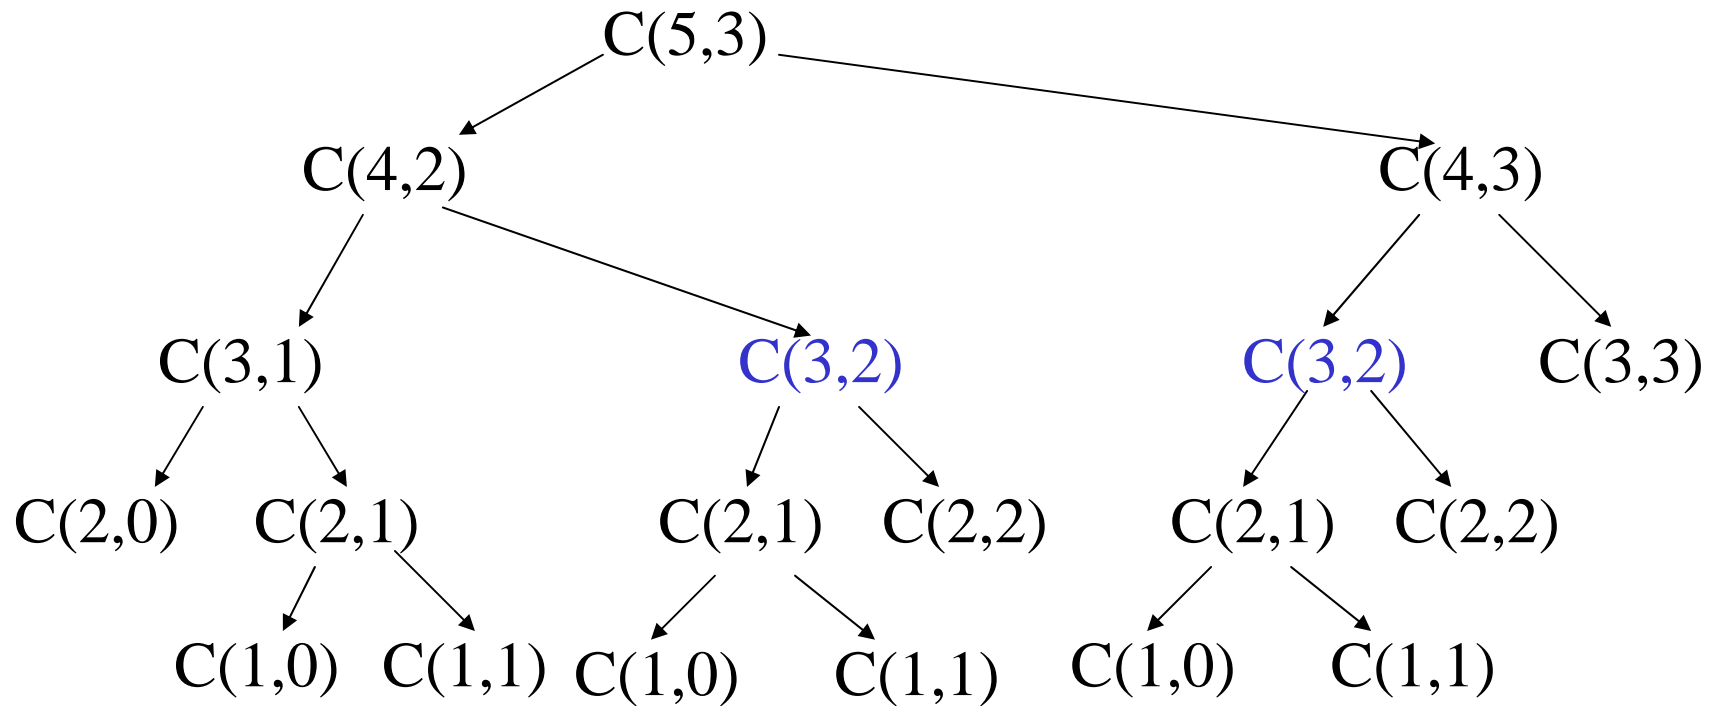 C(5,3)
C(4,2) C(4,3)
C(3,1) C(3,2) C(3,2) C(3,3)
C(2,0) C(2,1) C(2,1) C(2,2) C(2,1) C(2,2)
C(1,0) C(1,1) C(1,0) C(1,1) C(1,0) C(1,1)